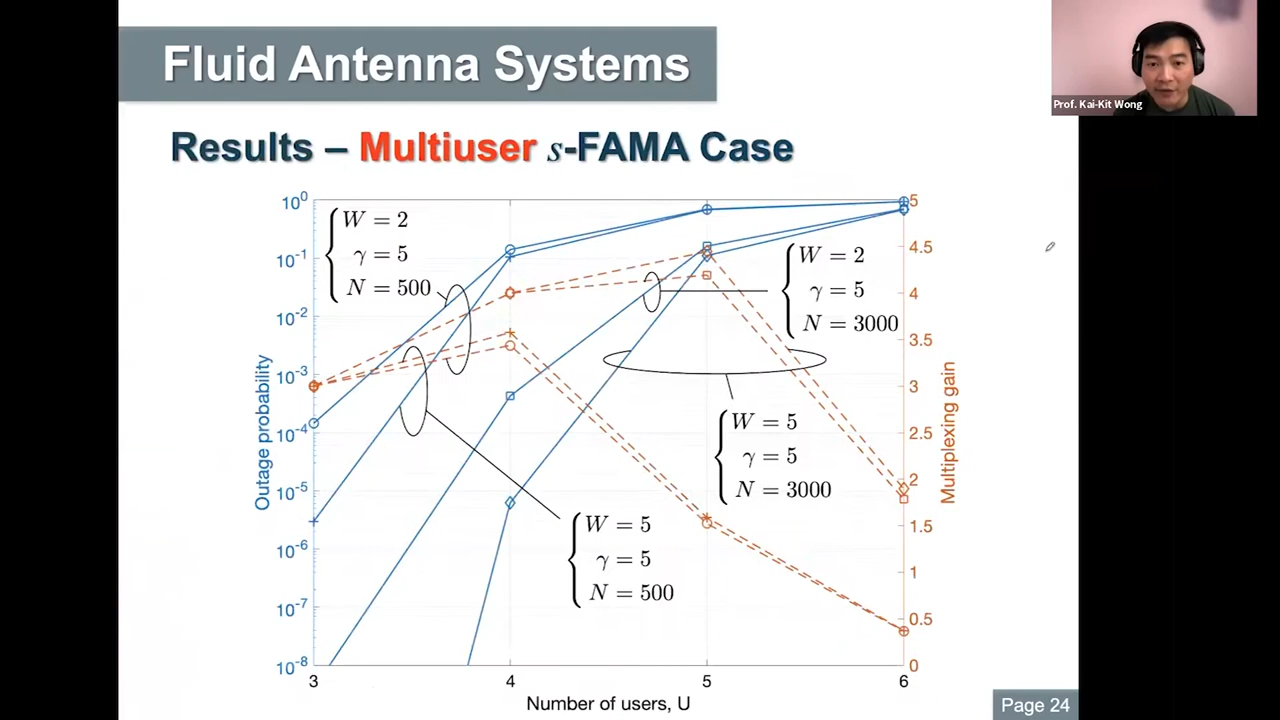 Fluid Antenna Systems
Prof. Kai-Kit Wong
Results – Multiuser s-FAMA Case
10^0
10^-1
10^-2
10^-3
10^-4
10^-5
10^-6
10^-7
10^-8
Outage probability
W = 2
γ = 5
N = 500
W = 2
γ = 5
N = 3000
W = 5
γ = 5
N = 3000
W = 5
γ = 5
N = 500
5
4.5
4
3.5
3
2.5
2
1.5
1
0.5
0
Multiplexing gain
3
4
5
6
Number of users, U
Page 24